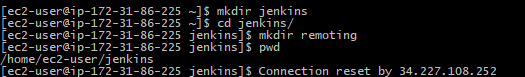 [ec2-user@ip-172-31-86-225 ~]$ mkdir jenkins
[ec2-user@ip-172-31-86-225 ~]$ cd jenkins/
[ec2-user@ip-172-31-86-225 jenkins]$ mkdir remoting
[ec2-user@ip-172-31-86-225 jenkins]$ pwd
/home/ec2-user/jenkins
[ec2-user@ip-172-31-86-225 jenkins]$ Connection reset by 34.227.108.252